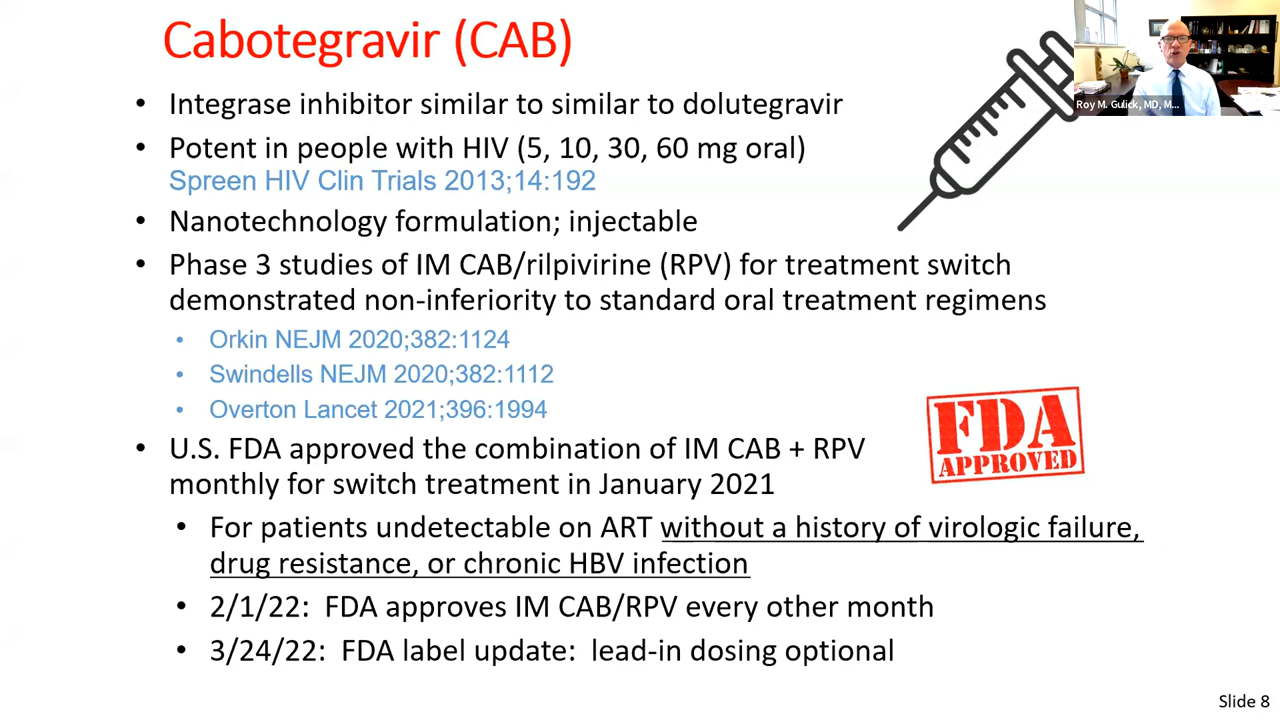 Cabotegravir (CAB)
Roy M. Gulick, MD, M...
• Integrase inhibitor similar to similar to dolutegravir
• Potent in people with HIV (5, 10, 30, 60 mg oral)
Spreen HIV Clin Trials 2013;14:192
• Nanotechnology formulation; injectable
• Phase 3 studies of IM CAB/rilpivirine (RPV) for treatment switch
demonstrated non-inferiority to standard oral treatment regimens
• Orkin NEJM 2020;382:1124
• Swindells NEJM 2020;382:1112
• Overton Lancet 2021;396:1994
• U.S. FDA approved the combination of IM CAB + RPV
monthly for switch treatment in January 2021
FDA
APPROVED
• For patients undetectable on ART without a history of virologic failure,
drug resistance, or chronic HBV infection
• 2/1/22: FDA approves IM CAB/RPV every other month
• 3/24/22: FDA label update: lead-in dosing optional
Slide 8